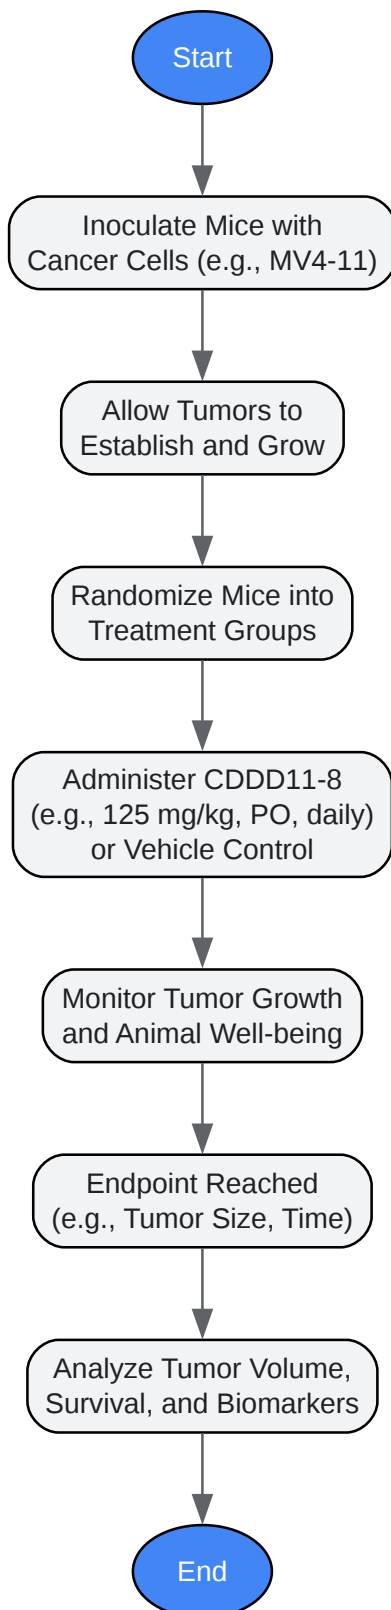 Start
Inoculate Mice with
Cancer Cells (e.g., MV4-11)
Allow Tumors to
Establish and Grow
Randomize Mice into
Treatment Groups
Administer CDDD11-8
(e.g., 125 mg/kg, PO, daily)
or Vehicle Control
Monitor Tumor Growth
and Animal Well-being
Endpoint Reached
(e.g., Tumor Size, Time)
Analyze Tumor Volume,
Survival, and Biomarkers
End